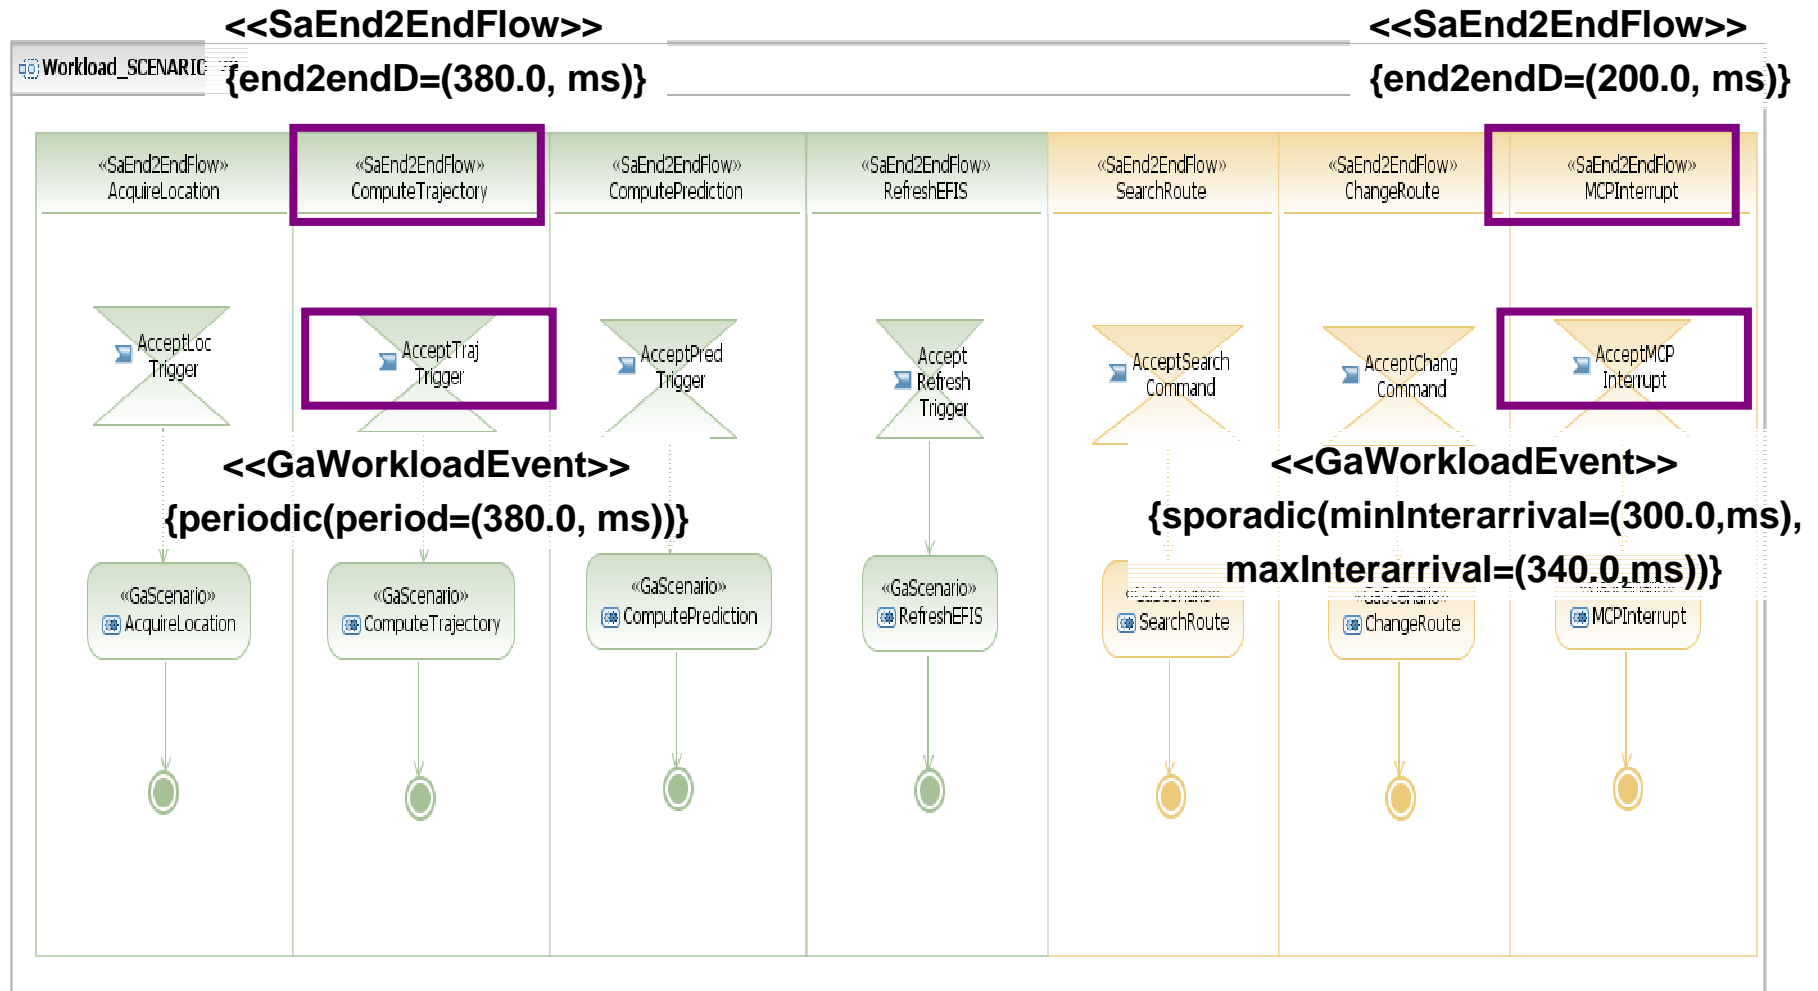 <<SaEnd2EndFlow>>
{end2endD=(380.0, ms)}
<<SaEnd2EndFlow>>
{end2endD=(200.0, ms)}
Workload_SCENARIO
«SaEnd2EndFlow»
AcquireLocation
«SaEnd2EndFlow»
ComputeTrajectory
«SaEnd2EndFlow»
ComputePrediction
«SaEnd2EndFlow»
RefreshEFIS
«SaEnd2EndFlow»
SearchRoute
«SaEnd2EndFlow»
ChangeRoute
«SaEnd2EndFlow»
MCPInterrupt
AcceptLoc
Trigger
AcceptTraj
Trigger
AcceptPred
Trigger
Accept
Refresh
Trigger
AcceptSearch
Command
AcceptChang
Command
AcceptMCP
Interrupt
<<GaWorkloadEvent>>
{periodic(period=(380.0, ms))}
<<GaWorkloadEvent>>
{sporadic(minInterarrival=(300.0,ms),
maxInterarrival=(340.0,ms))}
«GaScenario»
AcquireLocation
«GaScenario»
ComputeTrajectory
«GaScenario»
ComputePrediction
«GaScenario»
RefreshEFIS
SearchRoute
«GaScenario»
ChangeRoute
MCPInterrupt